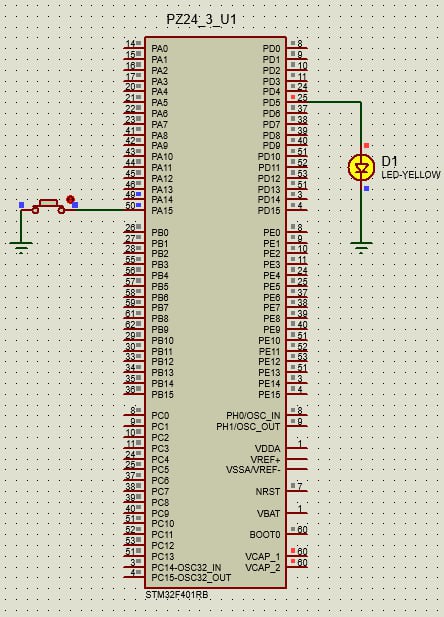 PZ24_3_U1
14 PA0 PD0 8
15 PA1 PD1 9
16 PA2 PD2 10
17 PA3 PD3 11
20 PA4 PD4 24
21 PA5 PD5 25
22 PA6 PD6 37
23 PA7 PD7 38
41 PA8 PD8 39
42 PA9 PD9 40
43 PA10 PD10 51
44 PA11 PD11 52
45 PA12 PD12 53
46 PA13 PD13 51
49 PA14 PD14 3
50 PA15 PD15 4
D1
LED-YELLOW
26 PB0 PE0 8
27 PB1 PE1 9
28 PB2 PE2 10
55 PB3 PE3 11
56 PB4 PE4 24
57 PB5 PE5 25
58 PB6 PE6 37
59 PB7 PE7 38
61 PB8 PE8 39
62 PB9 PE9 40
29 PB10 PE10 51
30 PB11 PE11 52
33 PB12 PE12 53
34 PB13 PE13 51
35 PB14 PE14 3
36 PB15 PE15 4
8 PC0 PH0/OSC_IN 8
9 PC1 PH1/OSC_OUT 9
10 PC2
11 PC3 VDDA 1
24 PC4 VREF+
25 PC5 VSSA/VREF-
37 PC6
38 PC7 NRST 7
39 PC8
40 PC9 VBAT 1
51 PC10
52 PC11 BOOT0 60
53 PC12
51 PC13 VCAP_1 60
3 PC14-OSC32_IN VCAP_2 60
4 PC15-OSC32_OUT
STM32F401RB